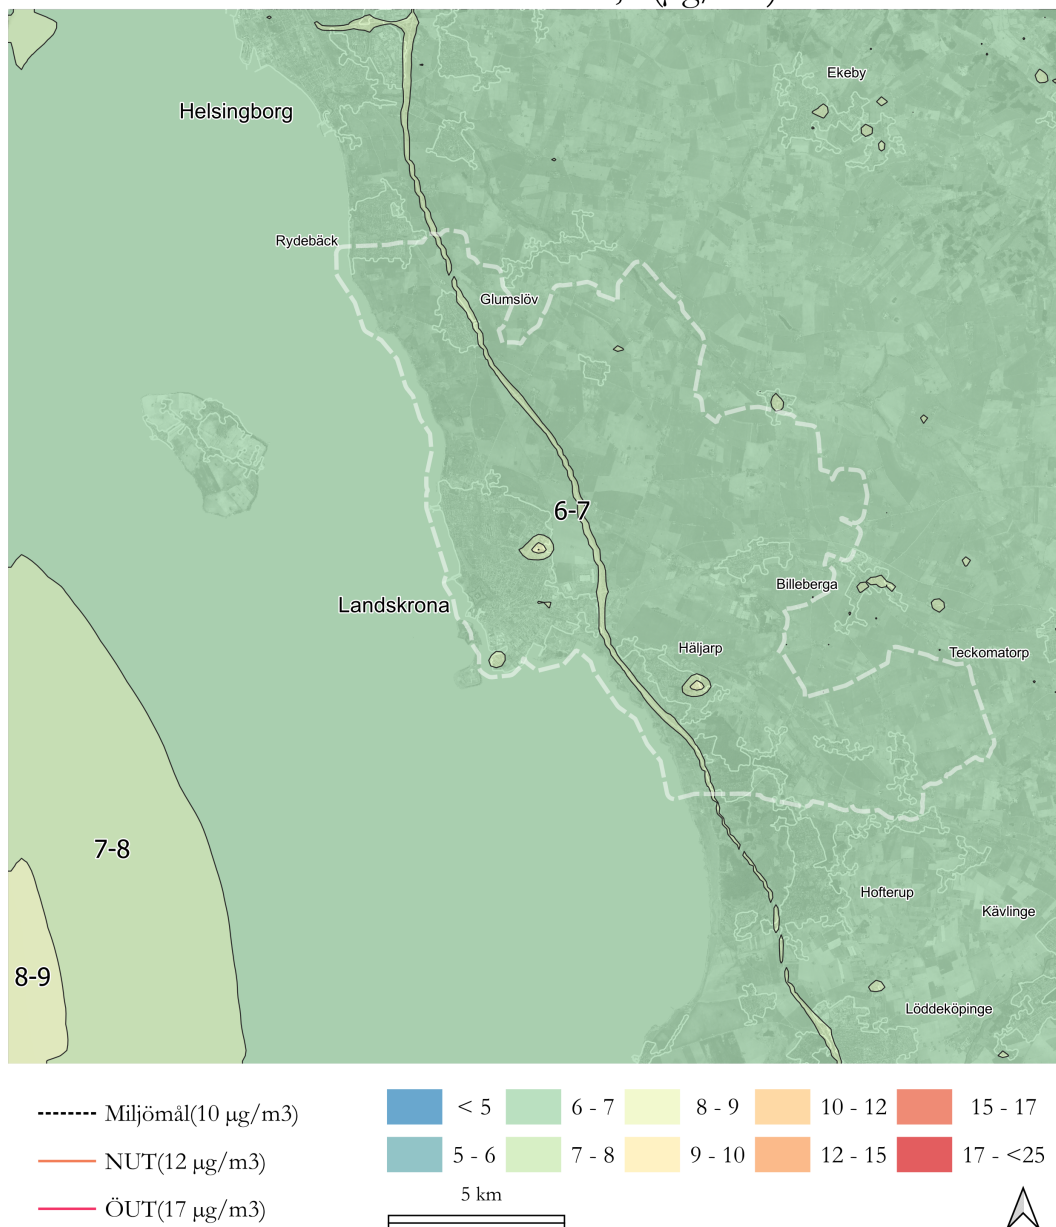 Ekeby
Helsingborg
Rydebäck
Glumslöv
6-7
Billeberga
Landskrona
Häljarp
Teckomatorp
7-8
Hofterup
Kävlinge
8-9
Löddeköpinge
Miljömål(10 µg/m3)
NUT(12 µg/m3)
ÖUT(17 µg/m3)
< 5 6 - 7 8 - 9 10 - 12 15 - 17
5 - 6 7 - 8 9 - 10 12 - 15 17 - <25
5 km